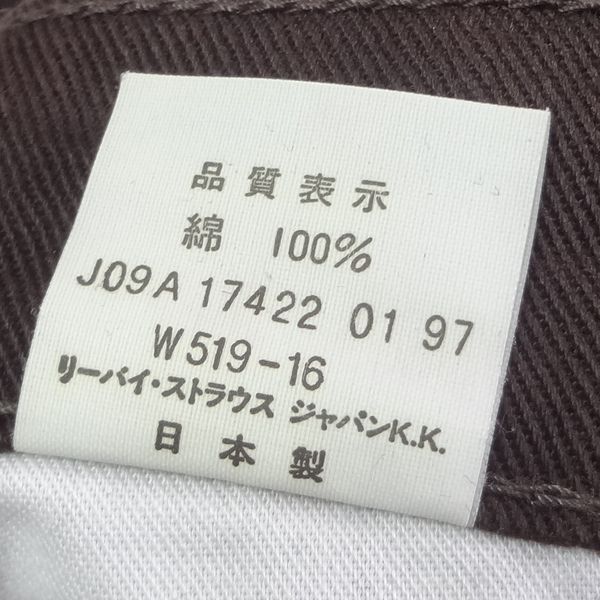 品質表示
綿 100%
J09A 17422 01 97
W519-16
リーバイ・ストラウス ジャパンK.K.
日本製